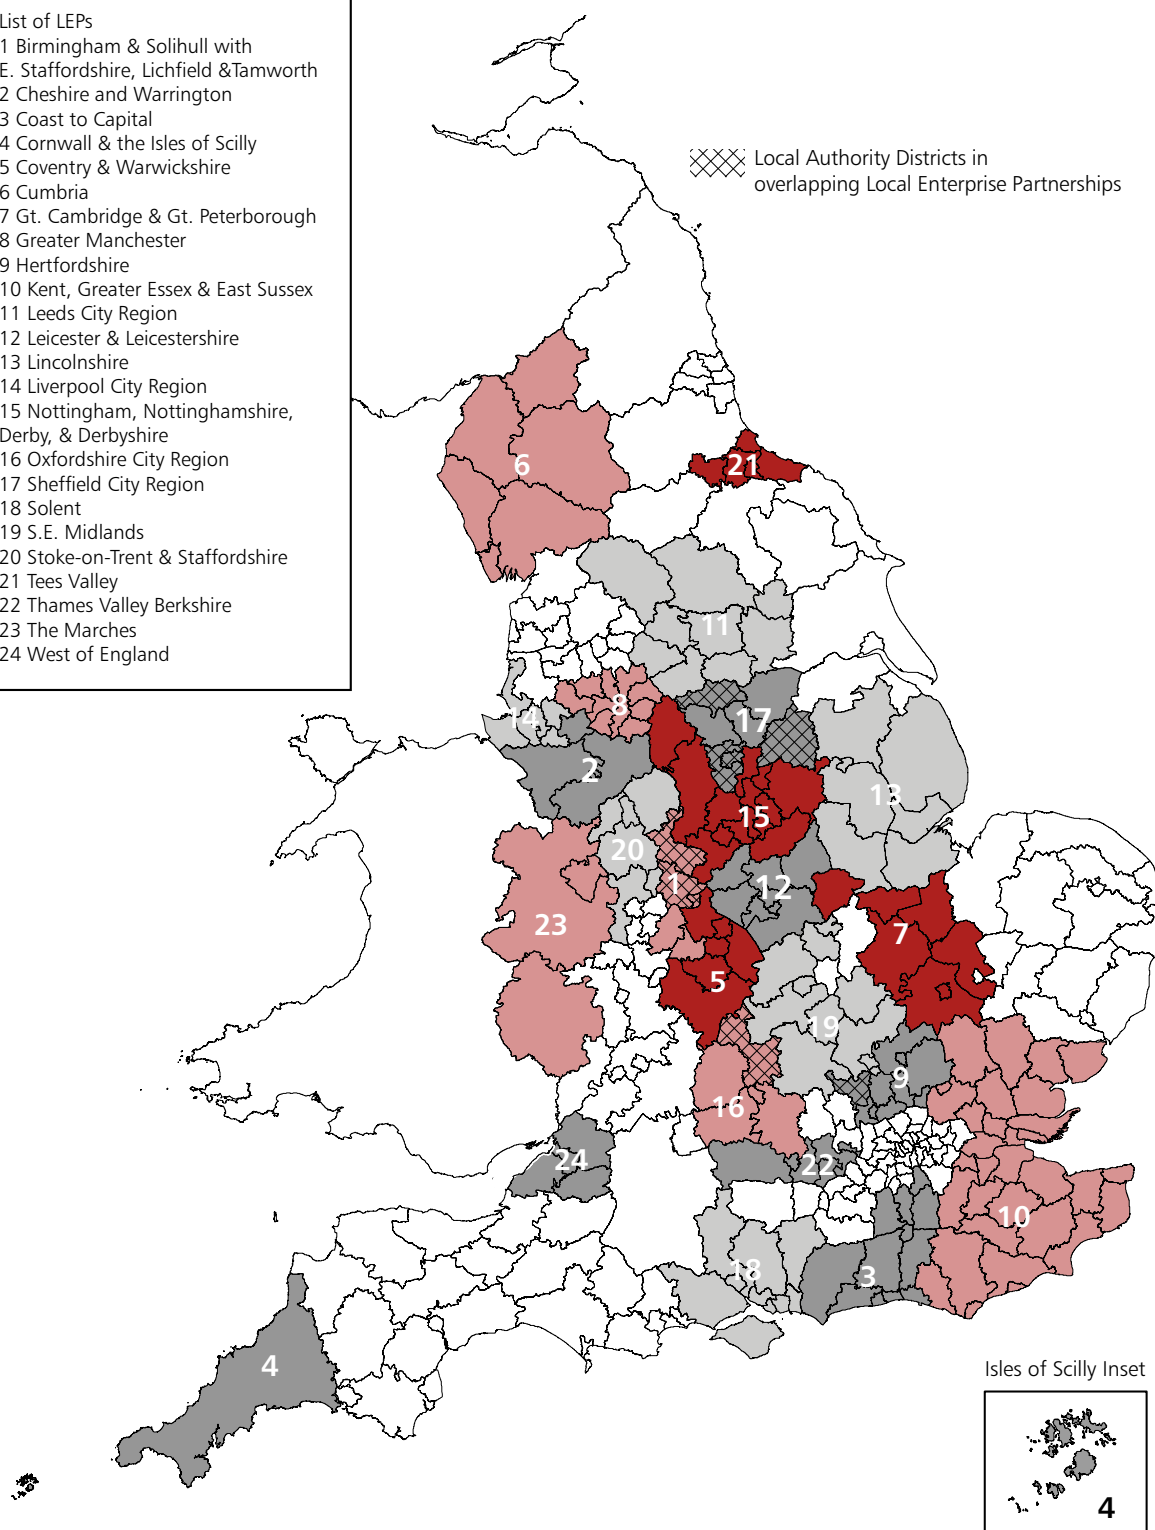 List of LEPs
1 Birmingham & Solihull with
E. Staffordshire, Lichfield &Tamworth
2 Cheshire and Warrington
3 Coast to Capital
4 Cornwall & the Isles of Scilly
5 Coventry & Warwickshire
6 Cumbria
7 Gt. Cambridge & Gt. Peterborough
8 Greater Manchester
9 Hertfordshire
10 Kent, Greater Essex & East Sussex
11 Leeds City Region
12 Leicester & Leicestershire
13 Lincolnshire
14 Liverpool City Region
15 Nottingham, Nottinghamshire,
Derby, & Derbyshire
16 Oxfordshire City Region
17 Sheffield City Region
18 Solent
19 S.E. Midlands
20 Stoke-on-Trent & Staffordshire
21 Tees Valley
22 Thames Valley Berkshire
23 The Marches
24 West of England
Local Authority Districts in
overlapping Local Enterprise Partnerships
6
21
11
8
14
17
2
13
15
20
1
12
23
7
5
19
9
16
24
22
10
18
3
4
Isles of Scilly Inset
4